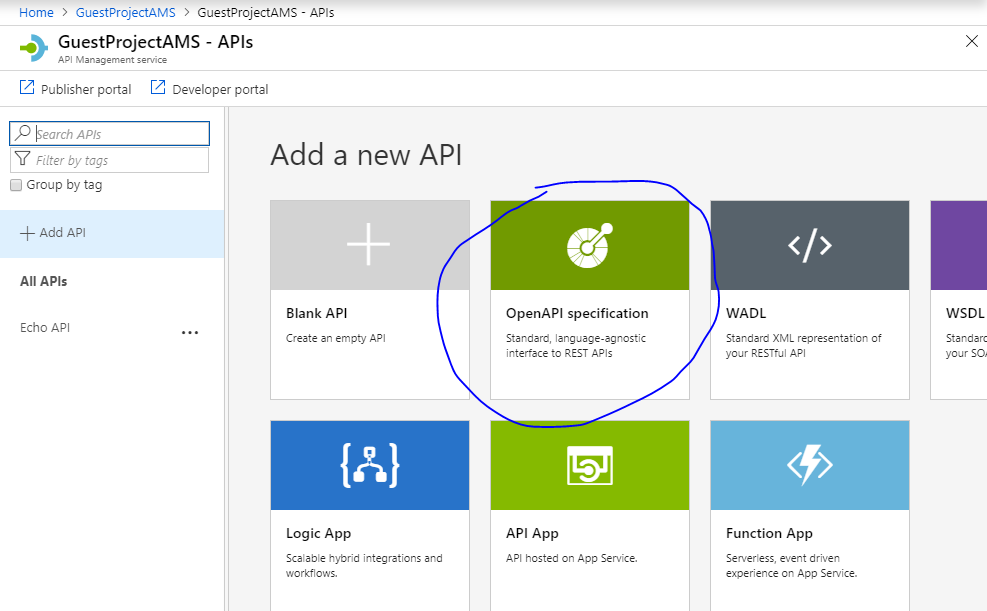 Home > GuestProjectAMS > GuestProjectAMS - APIs
GuestProjectAMS - APIs
API Management service
Publisher portal Developer portal
Search APIs
Filter by tags
Group by tag
Add API
All APIs
Echo API
...
Add a new API
Blank API
Create an empty API
OpenAPI specification
Standard, language-agnostic
interface to REST APIs
WADL
Standard XML representation of
your RESTful API
WSDL
Standard
your SOA
Logic App
Scalable hybrid integrations and
workflows.
API App
API hosted on App Service.
Function App
Serverless, event driven
experience on App Service.